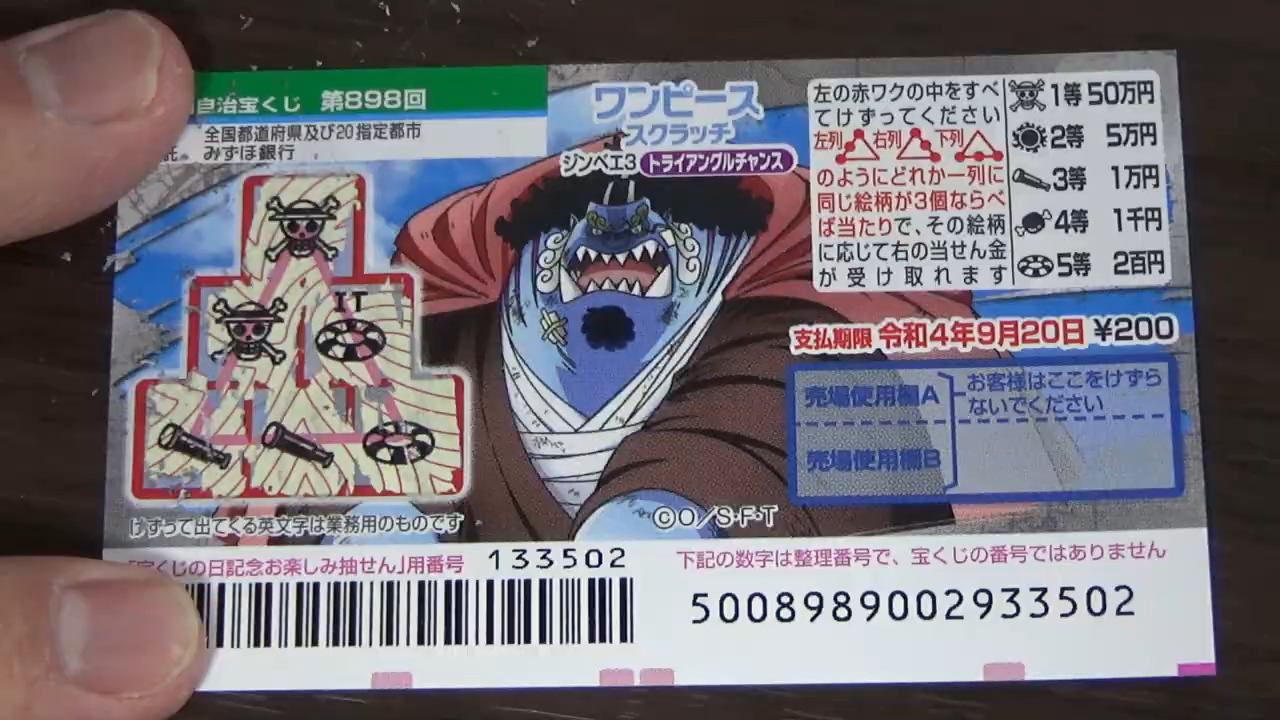 自治宝くじ 第898回
全国都道府県及び20指定都市
託 みずほ銀行
IT
けずって出てくる英文字は業務用のものです
ワンピース
スクラッチ
ジンベエ3 トライアングルチャンス
左の赤ワクの中をすべ
てけずってください
左列 右列 下列
のようにどれか一列に
同じ絵柄が3個ならべ
ば当たりで、その絵柄
に応じて右の当せん金
が受け取れます
1等 50万円
2等 5万円
3等 1万円
4等 1千円
5等 2百円
支払期限 令和4年9月20日 ¥200
売場使用欄A
お客様はここをけずら
ないでください
売場使用欄B
©O/S・F・T
「宝くじの日記念お楽しみ抽せん」用番号 133502
下記の数字は整理番号で、宝くじの番号ではありません
5008989002933502